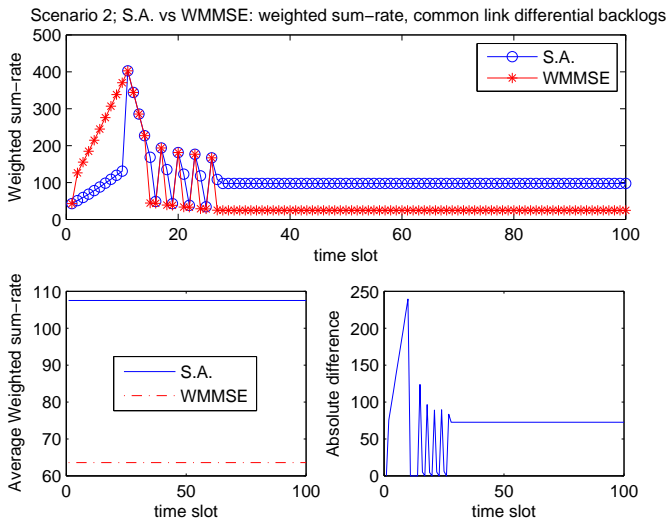 Scenario 2; S.A. vs WMMSE: weighted sum−rate, common link differential backlogs
500
400
300
200
100
0
0
20
40
60
80
100
Weighted sum−rate
time slot
S.A.
WMMSE
110
100
90
80
70
60
0
50
100
Average Weighted sum−rate
time slot
S.A.
WMMSE
250
200
150
100
50
0
0
50
100
Absolute difference
time slot